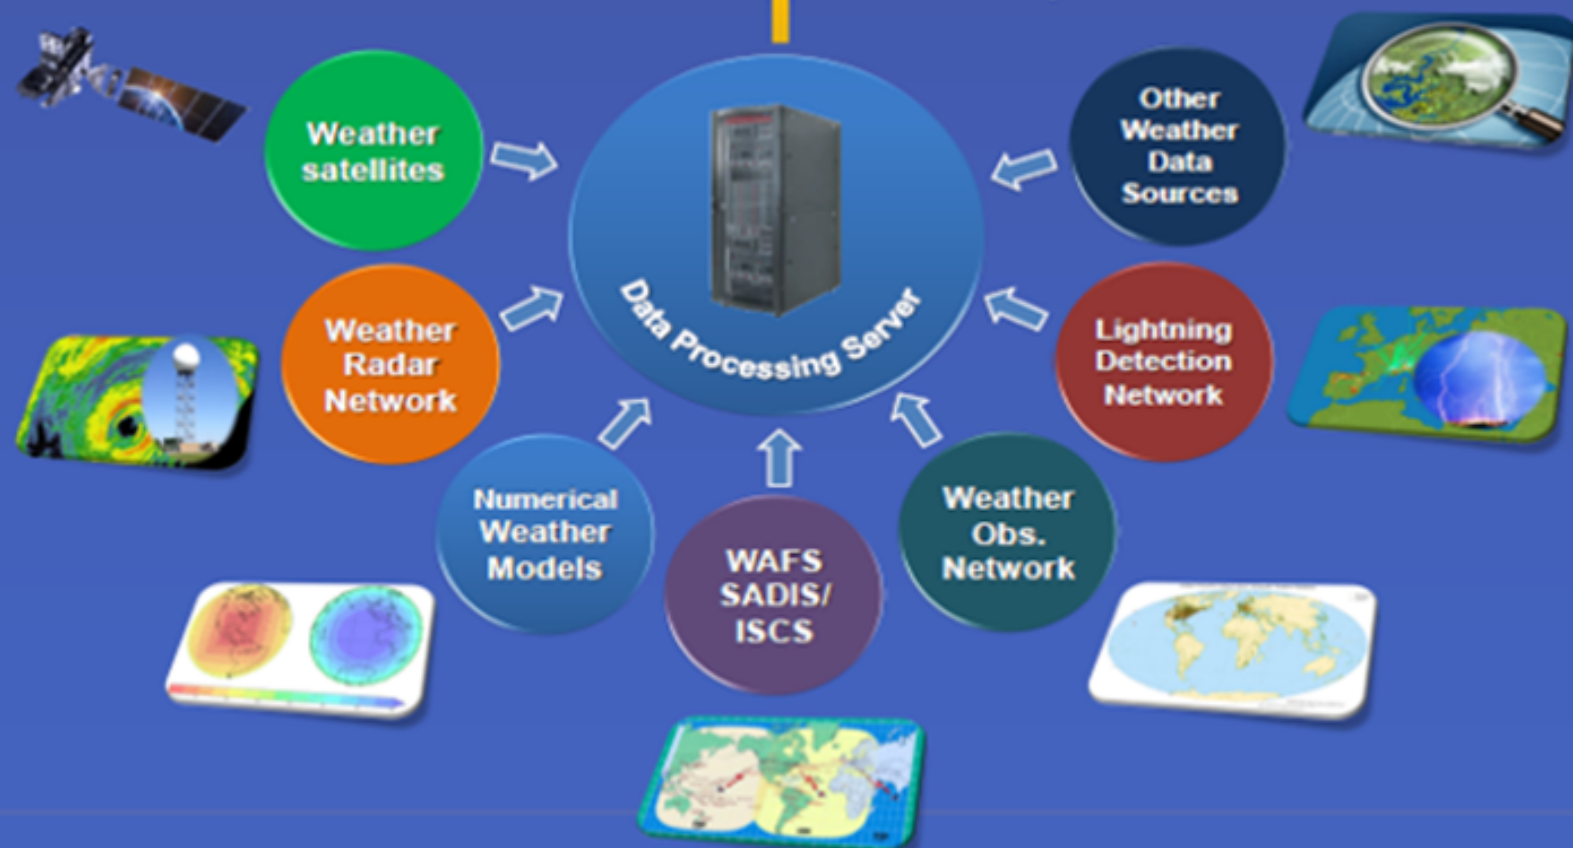 Weather
satellites
Other
Weather
Data
Sources
Data Processing Server
Weather
Radar
Network
Lightning
Detection
Network
Numerical
Weather
Models
WAFS
SADIS/
ISCS
Weather
Obs.
Network